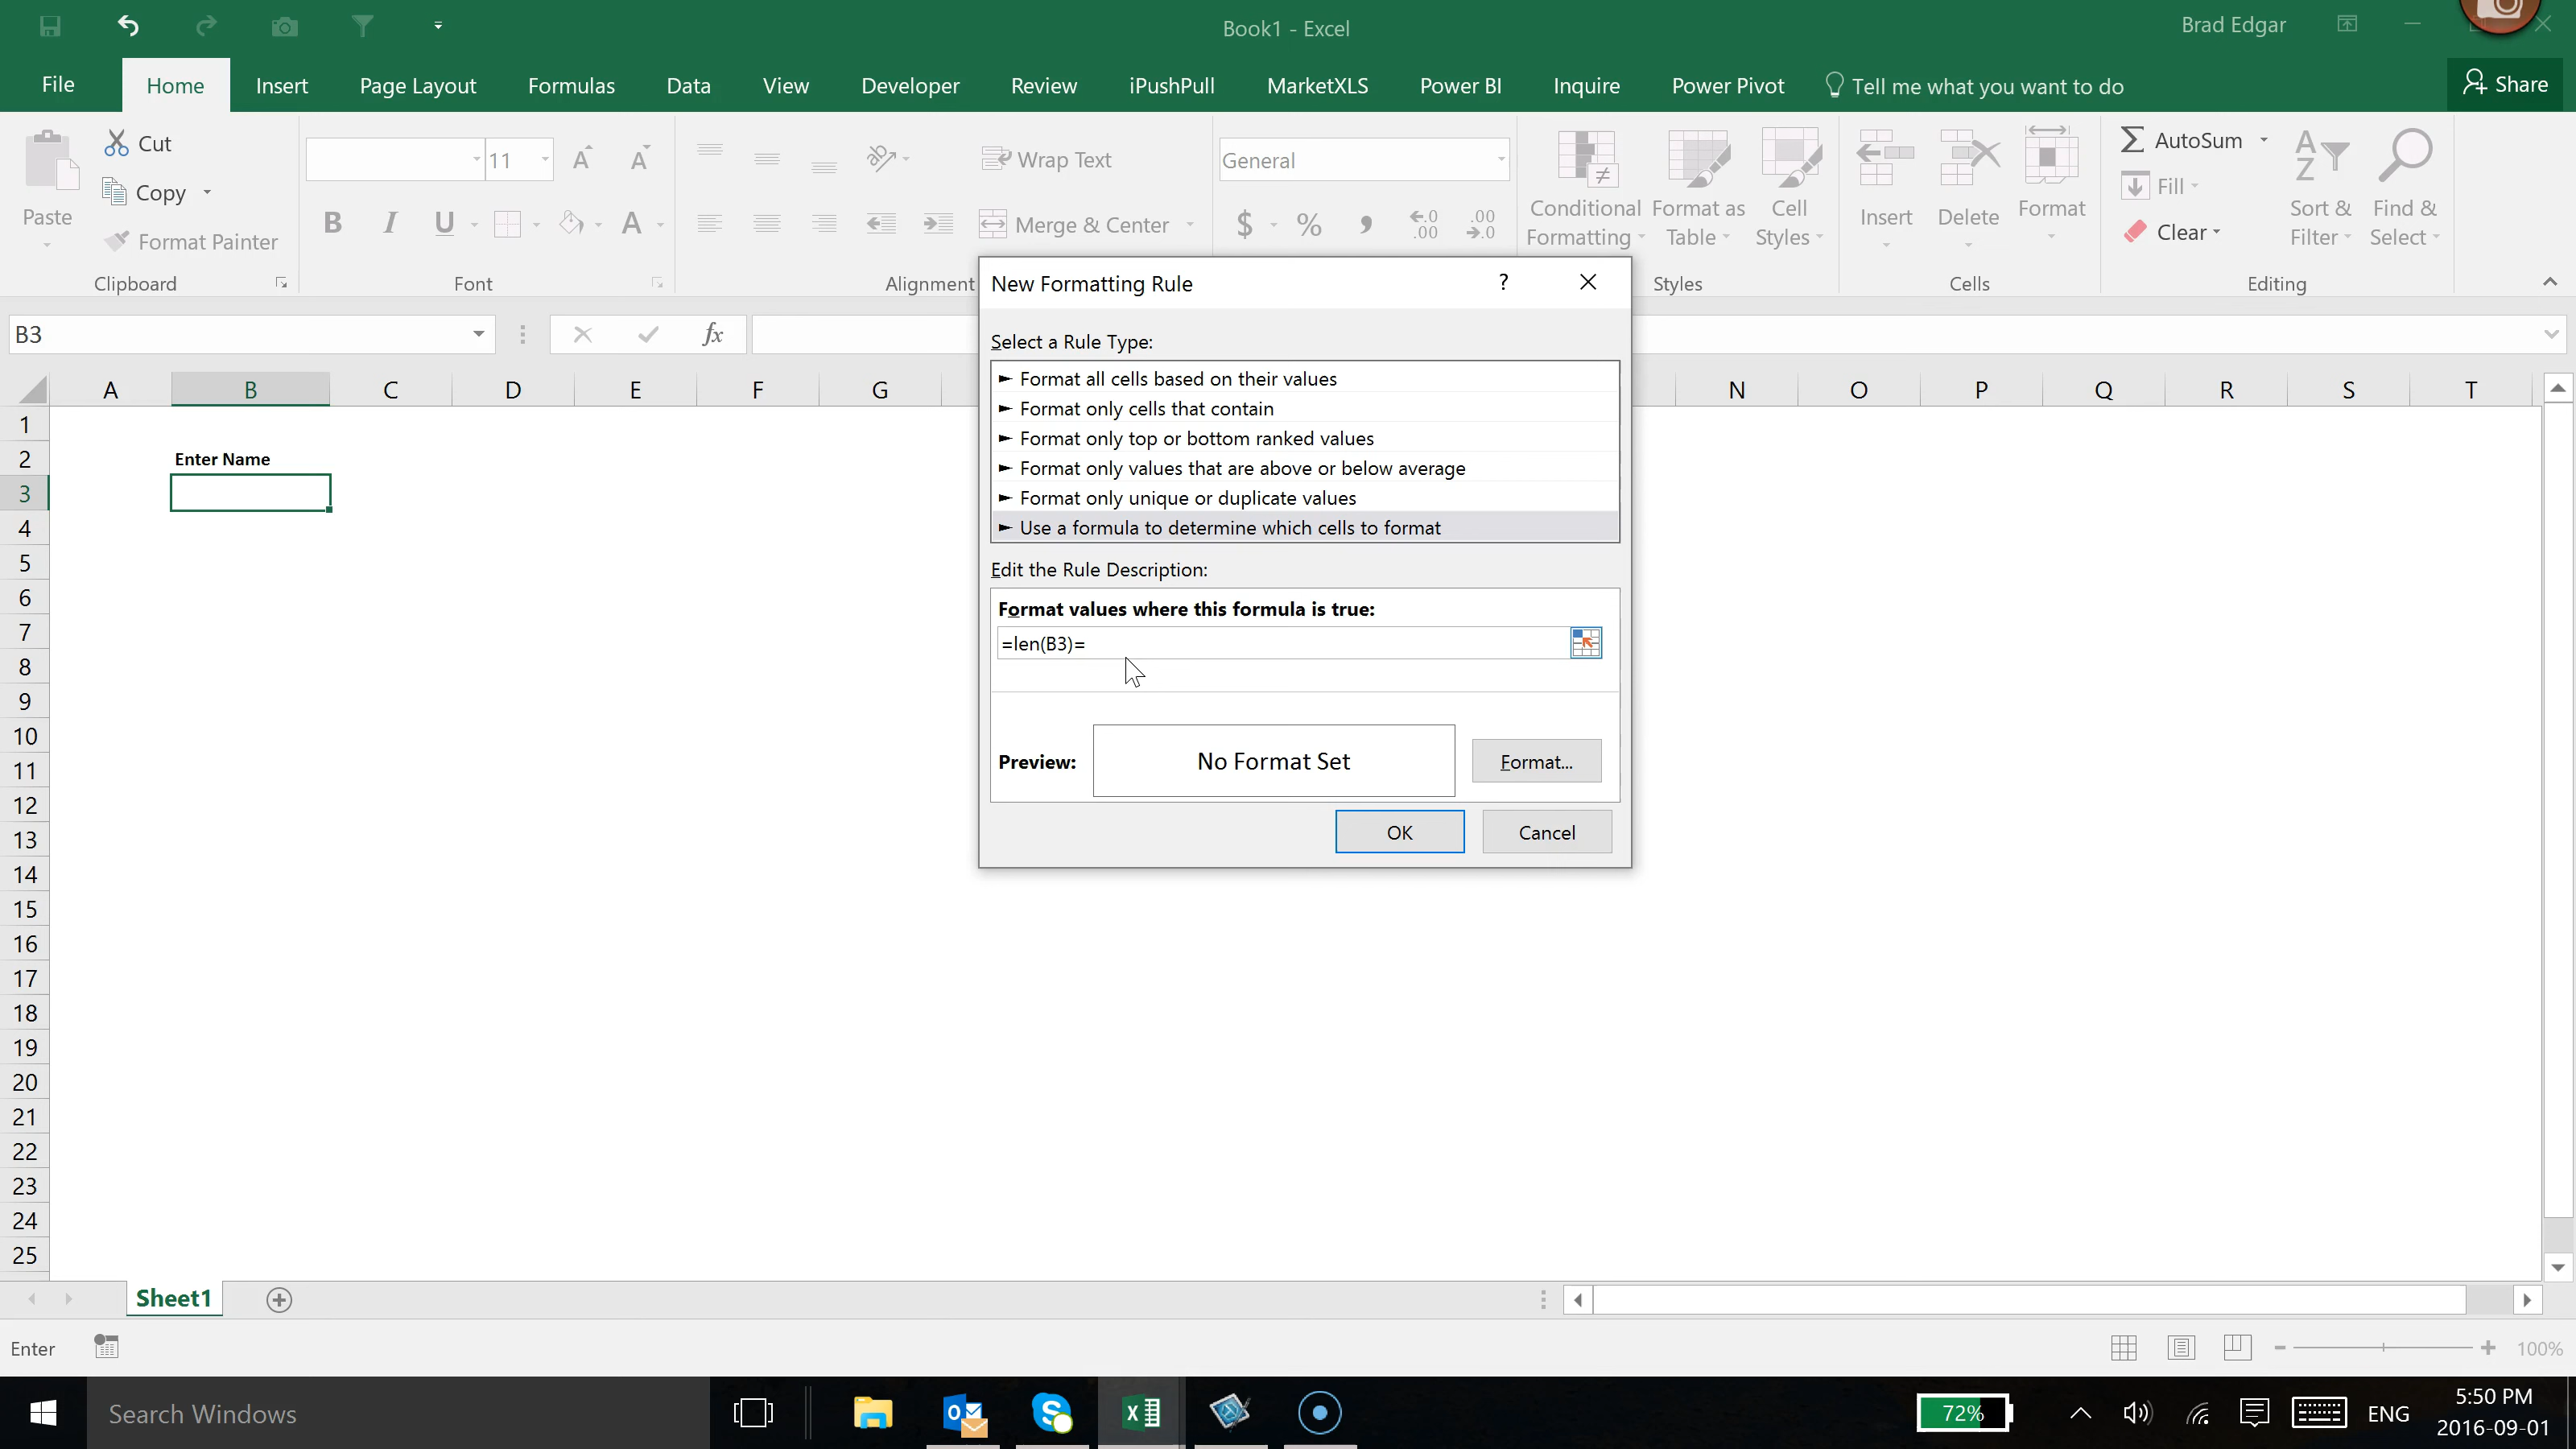 Book1 - Excel
Brad Edgar
File Home Insert Page Layout Formulas Data View Developer Review iPushPull MarketXLS Power BI Inquire Power Pivot Tell me what you want to do Share
Paste
Cut
Copy
Format Painter
Clipboard
11
B I U A
Font
Wrap Text
Merge & Center
Alignment
General
$ % ,
Conditional Formatting
Format as Table
Cell Styles
Styles
Insert
Delete
Format
Cells
AutoSum
Fill
Clear
Sort & Filter
Find & Select
Editing
B3
fx
A B C D E F G N O P Q R S T
1
2 Enter Name
3
4
5
6
7
8
9
10
11
12
13
14
15
16
17
18
19
20
21
22
23
24
25
New Formatting Rule
?
Select a Rule Type:
► Format all cells based on their values
► Format only cells that contain
► Format only top or bottom ranked values
► Format only values that are above or below average
► Format only unique or duplicate values
► Use a formula to determine which cells to format
Edit the Rule Description:
Format values where this formula is true:
=len(B3)=
Preview:
No Format Set
Format...
OK
Cancel
Sheet1
Enter
100%
Search Windows
72%
ENG
5:50 PM
2016-09-01